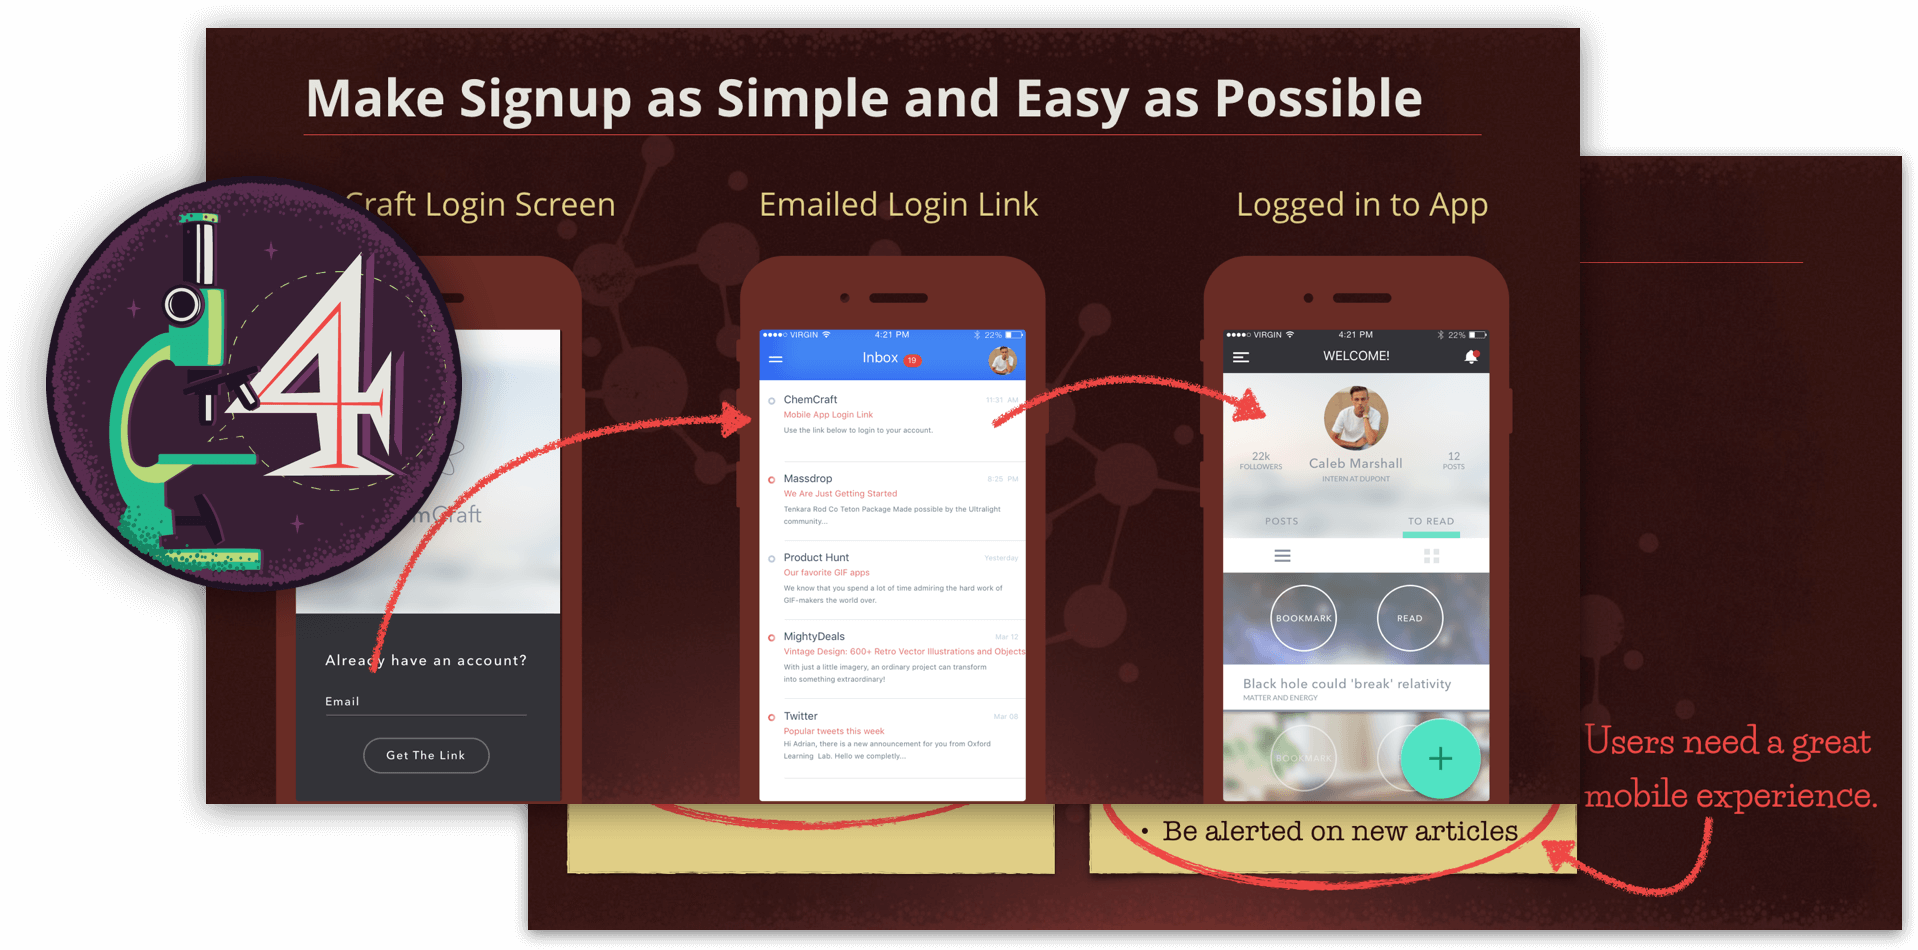 Make Signup as Simple and Easy as Possible
Craft Login Screen
Emailed Login Link
Logged in to App
4
mCraft
Already have an account?
Email
Get The Link
VIRGIN 4:21 PM 22%
Inbox 19
ChemCraft 11:31 AM
Mobile App Login Link
Use the link below to login to your account.
Massdrop 8:25 PM
We Are Just Getting Started
Tenkara Rod Co Teton Package Made possible by the Ultralight
community...
Product Hunt Yesterday
Our favorite GIF apps
We know that you spend a lot of time admiring the hard work of
GIF-makers the world over.
MightyDeals Mar 12
Vintage Design: 600+ Retro Vector Illustrations and Objects
With just a little imagery, an ordinary project can transform
into something extraordinary!
Twitter Mar 08
Popular tweets this week
Hi Adrian, there is a new announcement for you from Oxford
Learning Lab. Hello we completly...
VIRGIN 4:21 PM 22%
WELCOME!
22k
FOLLOWERS
Caleb Marshall
INTERN AT DUPONT
12
POSTS
POSTS
TO READ
BOOKMARK
READ
Black hole could 'break' relativity
MATTER AND ENERGY
BOOKMARK
+
Users need a great
mobile experience.
• Be alerted on new articles